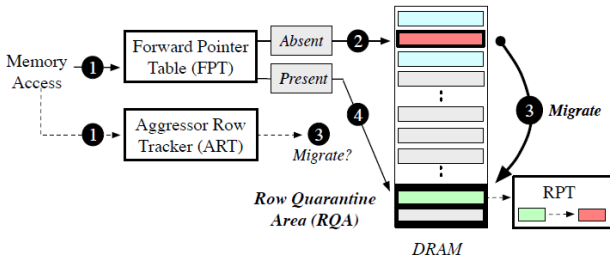 Memory
Access
1
Forward Pointer
Table (FPT)
Absent
2
Present
4
1
Aggressor Row
Tracker (ART)
3
Migrate?
3
Migrate
Row Quarantine
Area (RQA)
RPT
DRAM